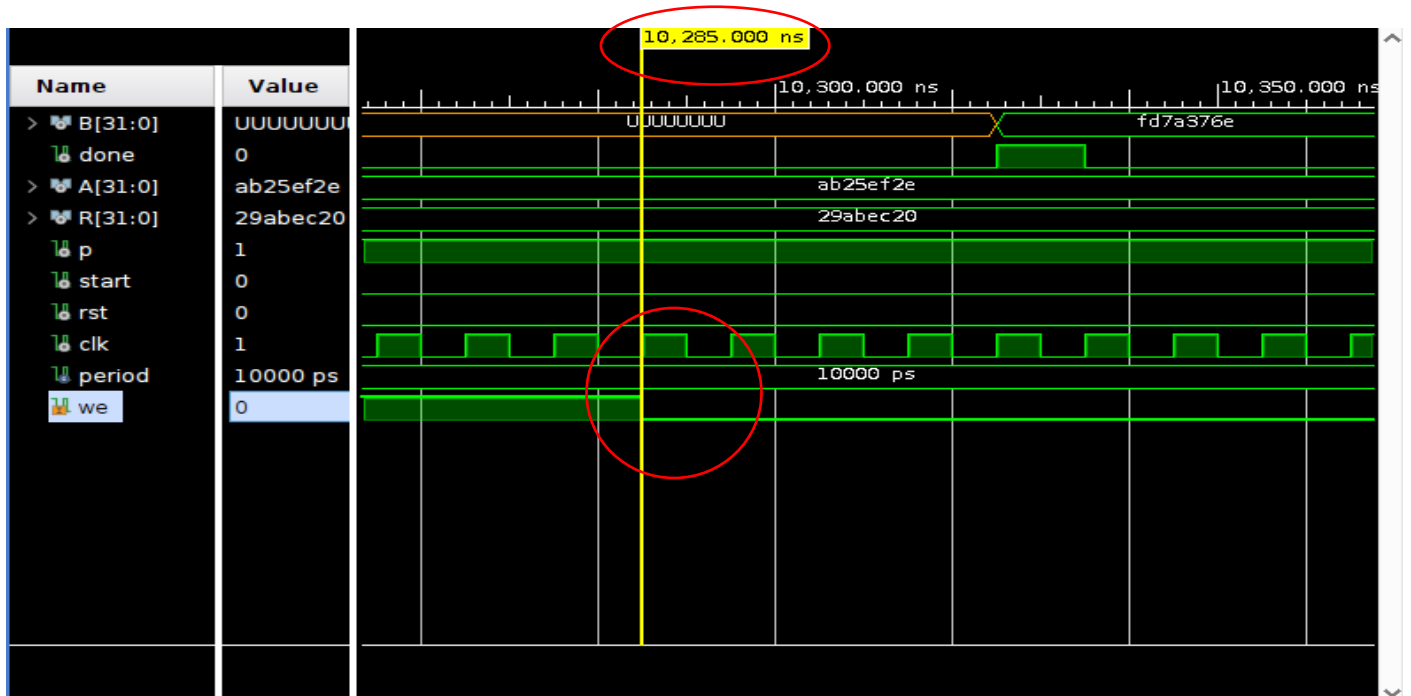 10,285.000 ns
Name Value
10,300.000 ns 10,350.000 ns
B[31:0] UUUUUUU UUUUUUUU fd7a376e
done 0
A[31:0] ab25ef2e ab25ef2e
R[31:0] 29abec20 29abec20
p 1
start 0
rst 0
clk 1
period 10000 ps 10000 ps
we 0